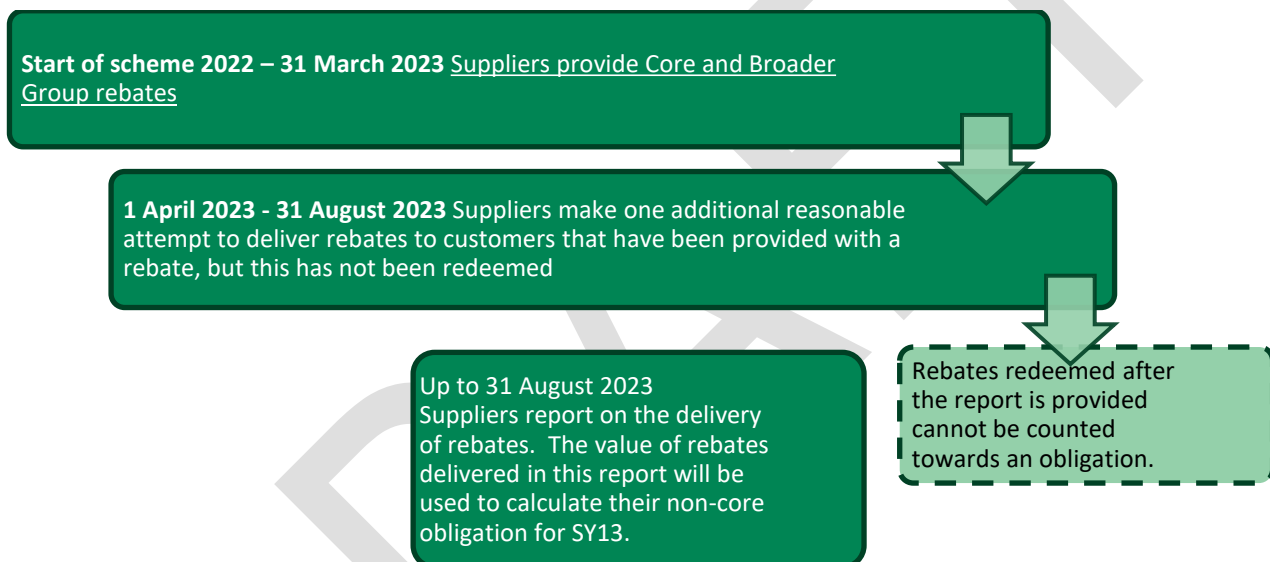 Start of scheme 2022 – 31 March 2023 Suppliers provide Core and Broader
Group rebates
1 April 2023 - 31 August 2023 Suppliers make one additional reasonable
attempt to deliver rebates to customers that have been provided with a
rebate, but this has not been redeemed
Up to 31 August 2023
Suppliers report on the delivery
of rebates.  The value of rebates
delivered in this report will be
used to calculate their non-core
obligation for SY13.
Rebates redeemed after
the report is provided
cannot be counted
towards an obligation.